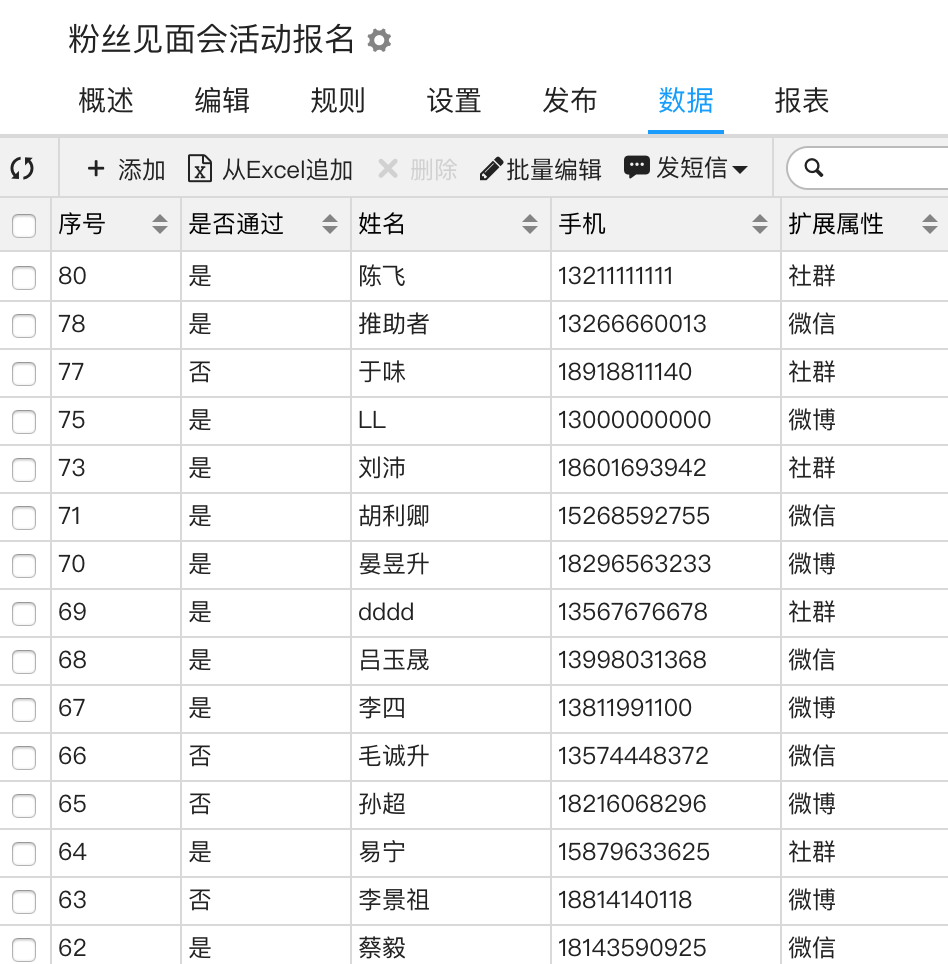 粉丝见面会活动报名
概述 编辑 规则 设置 发布 数据 报表
添加 从Excel追加 删除 批量编辑 发短信
序号 是否通过 姓名 手机 扩展属性
80 是 陈飞 13211111111 社群
78 是 推助者 13266660013 微信
77 否 于味 18918811140 社群
75 是 LL 13000000000 微博
73 是 刘沛 18601693942 社群
71 是 胡利卿 15268592755 微信
70 是 晏昱升 18296563233 微博
69 是 dddd 13567676678 社群
68 是 吕玉晟 13998031368 微信
67 是 李四 13811991100 微博
66 否 毛诚升 13574448372 微信
65 否 孙超 18216068296 微博
64 是 易宁 15879633625 社群
63 否 李景祖 18814140118 微博
62 是 蔡毅 18143590925 微信